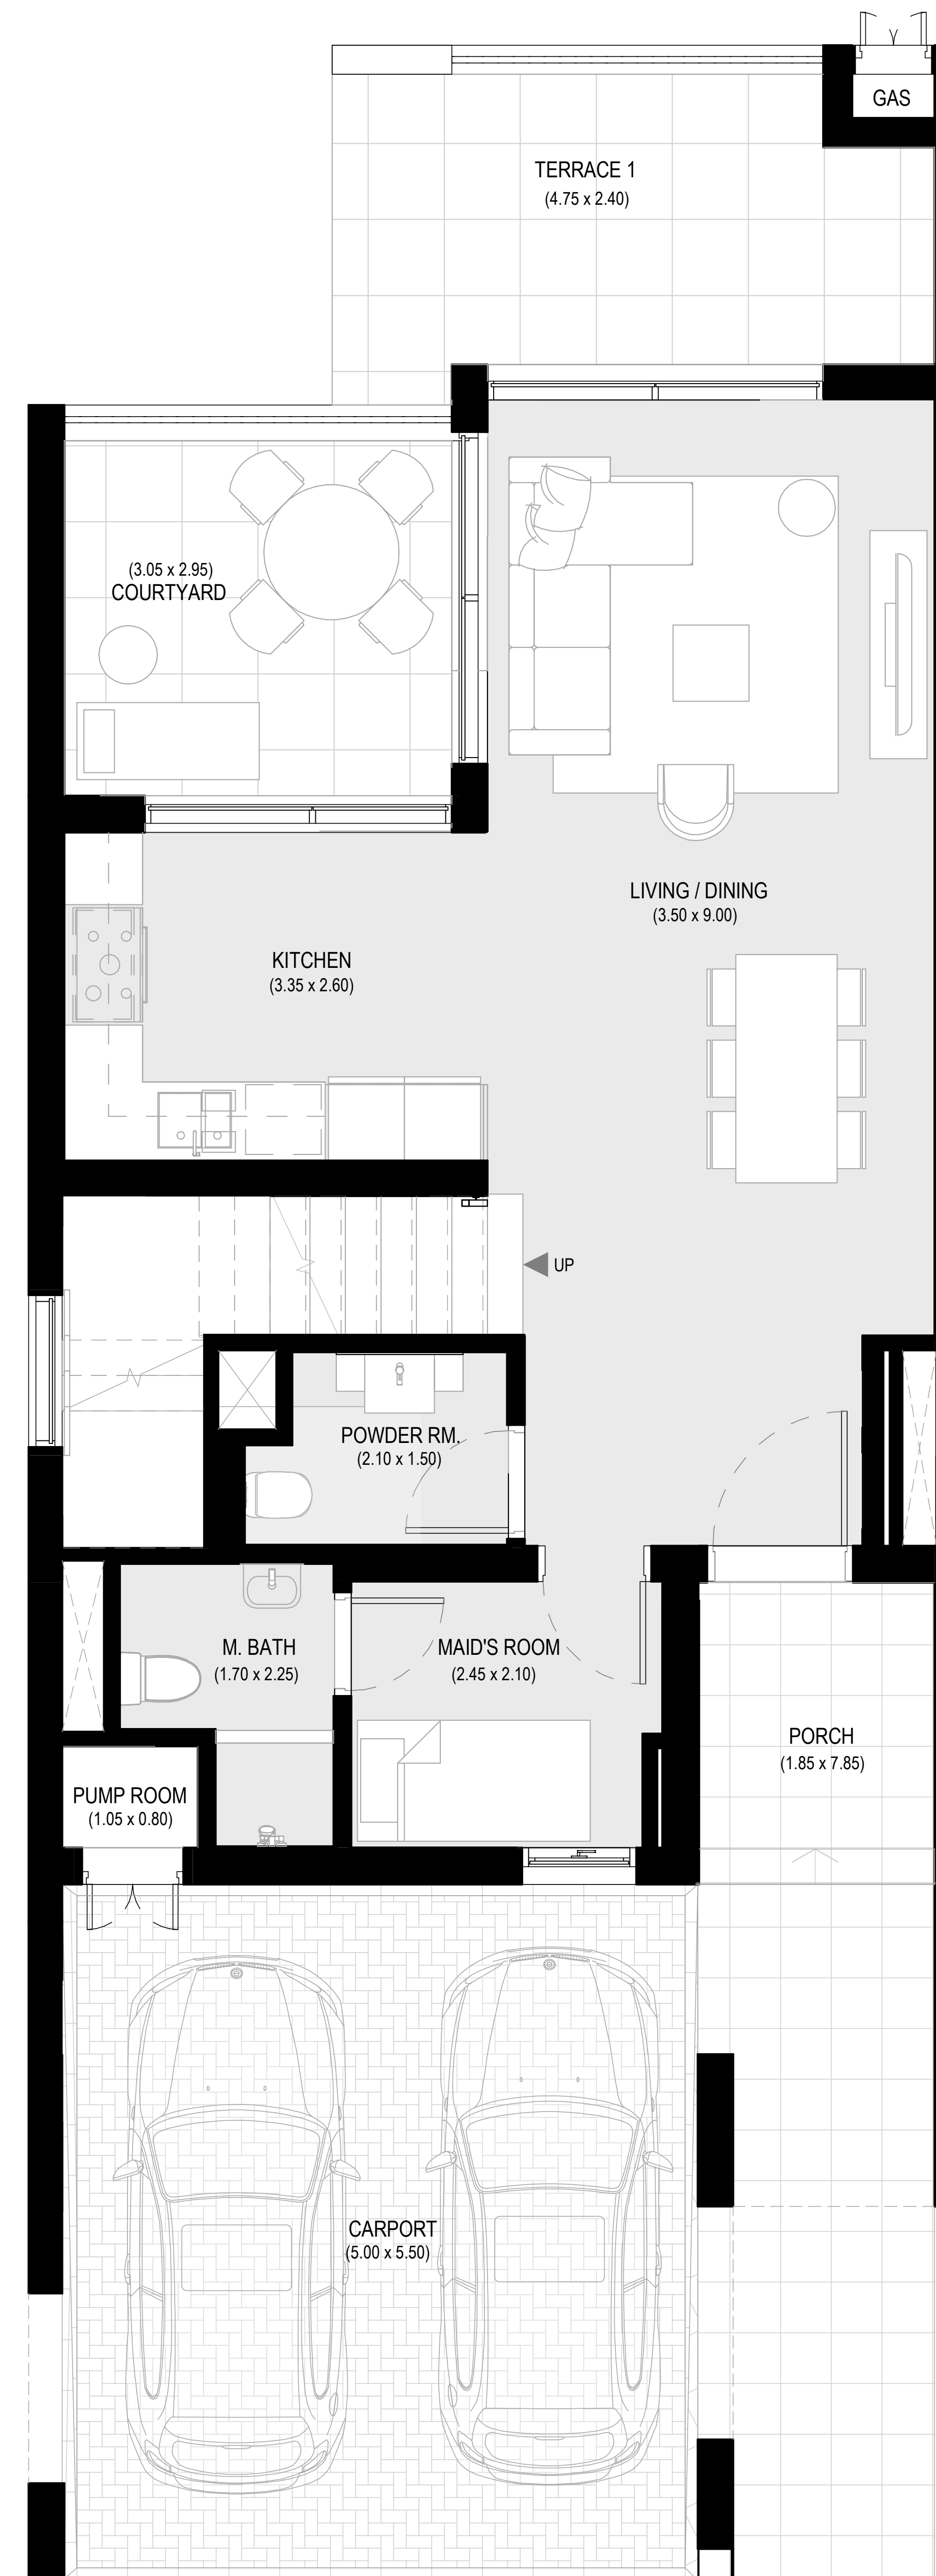 GAS
TERRACE 1
(4.75 x 2.40)
(3.05 x 2.95)
COURTYARD
LIVING / DINING
(3.50 x 9.00)
KITCHEN
(3.35 x 2.60)
UP
POWDER RM.
(2.10 x 1.50)
M. BATH
(1.70 x 2.25)
MAID'S ROOM
(2.45 x 2.10)
PORCH
(1.85 x 7.85)
PUMP ROOM
(1.05 x 0.80)
CARPORT
(5.00 x 5.50)